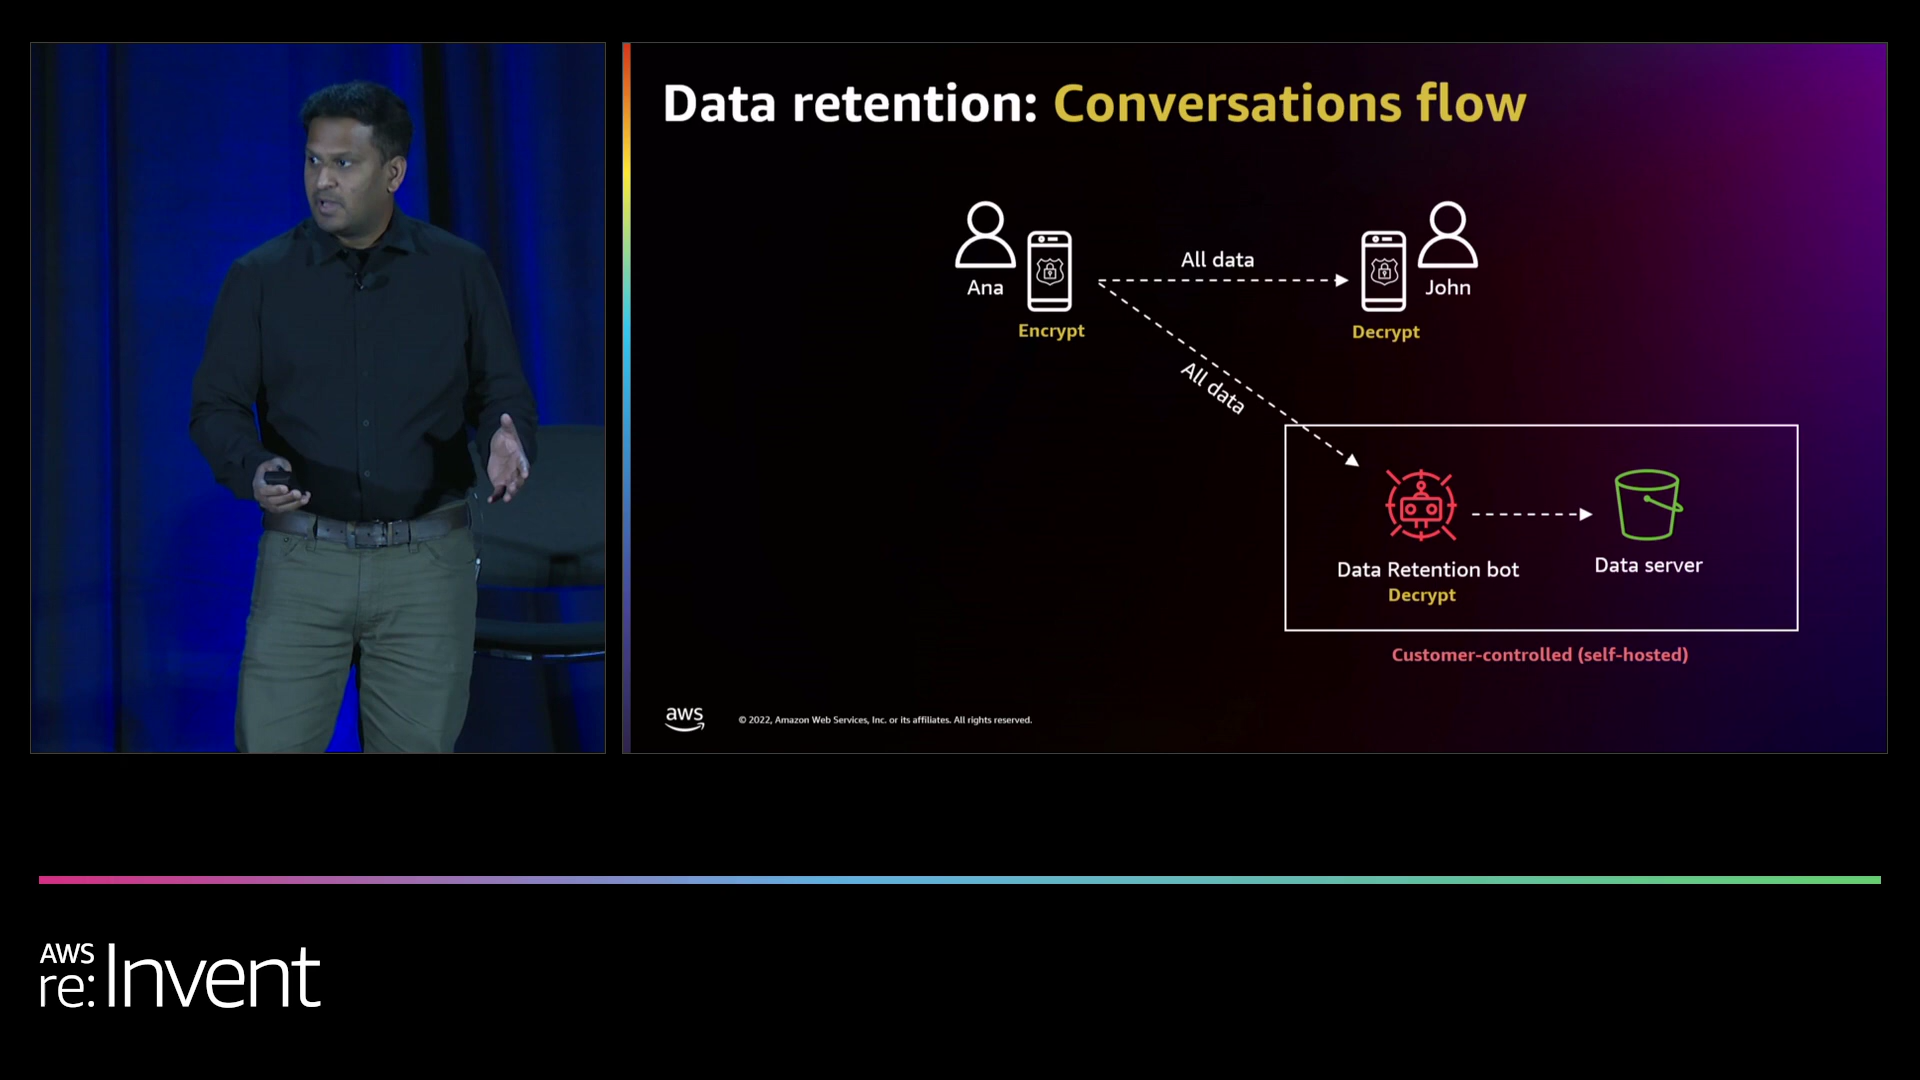 Data retention: Conversations flow
All data
Ana
John
Encrypt
Decrypt
All data
Data Retention bot
Decrypt
Data server
Customer-controlled (self-hosted)
aws
© 2022, Amazon Web Services, Inc. or its affiliates. All rights reserved.
AWS
re:Invent